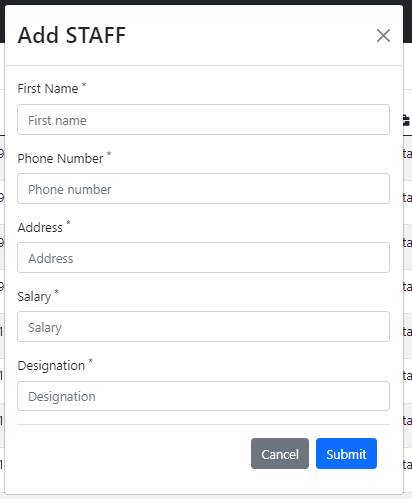 Add STAFF
First Name *
First name
Phone Number *
Phone number
Address *
Address
Salary *
Salary
Designation *
Designation
Cancel Submit